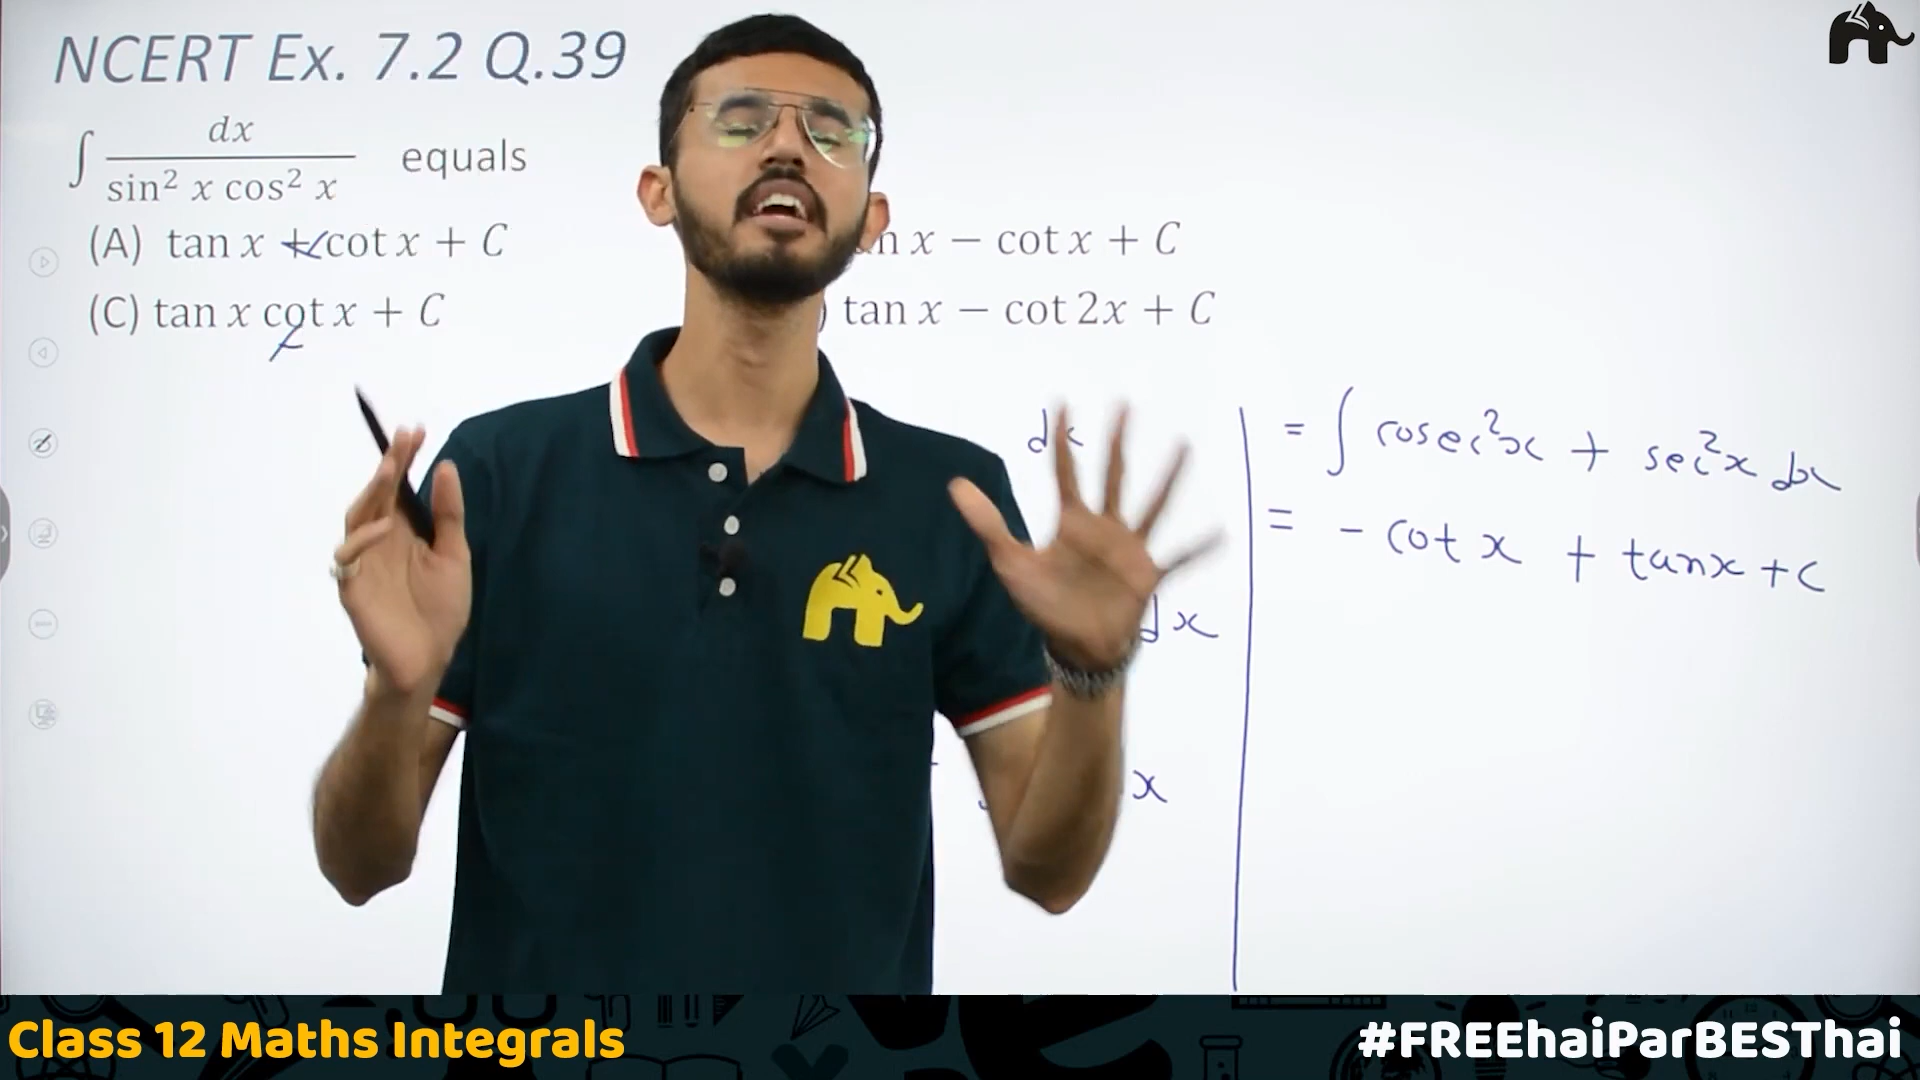 NCERT Ex. 7.2 Q.39
∫ dx / sin² x cos² x equals
(A) tan x + cot x + C
n x − cot x + C
(C) tan x cot x + C
) tan x − cot 2x + C
dx
= ∫ cosec²x + sec²x dx
= - cot x + tanx + C
dx
x
Class 12 Maths Integrals
#FREEhaiParBESThai